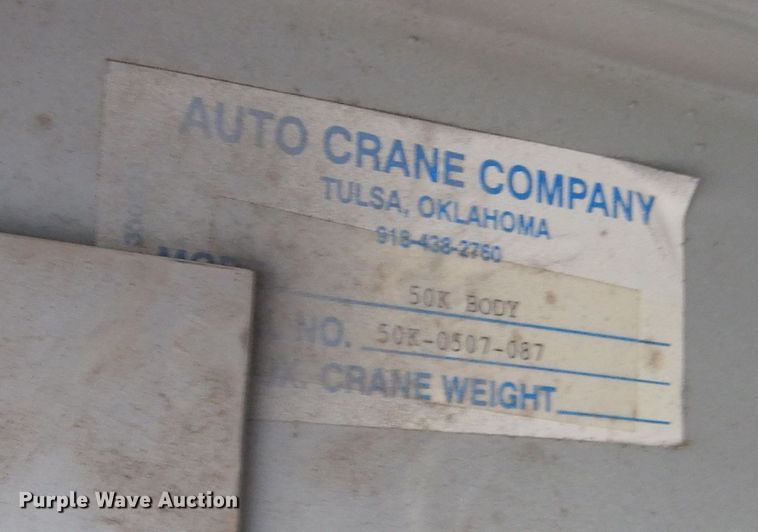 AUTO CRANE COMPANY
TULSA, OKLAHOMA
918-438-2760
50K BODY
NO. 50K-0507-087
CRANE WEIGHT
Purple Wave Auction